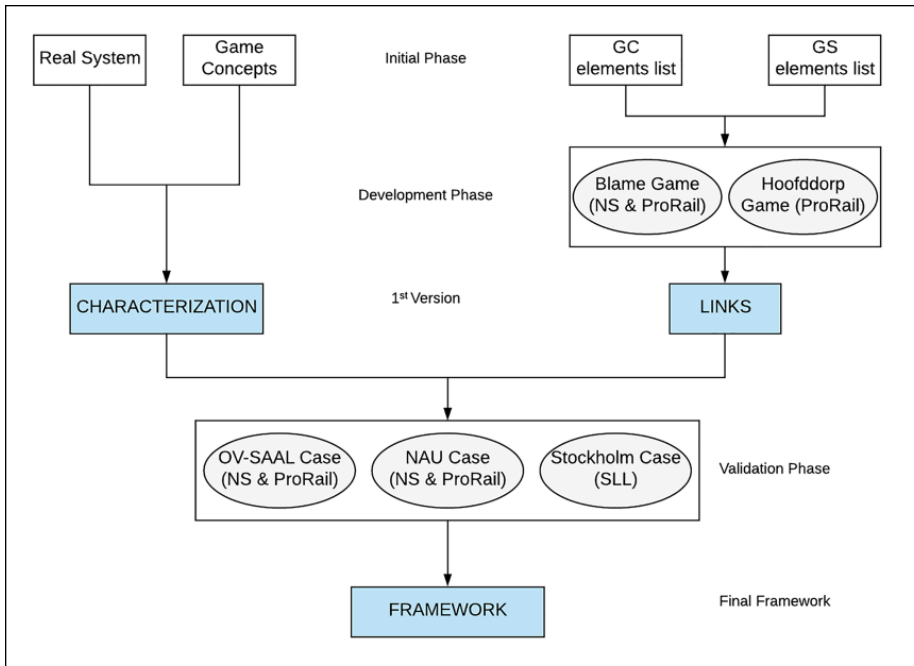 Real System
Game
Concepts
Initial Phase
GC
elements list
GS
elements list
Development Phase
Blame Game
(NS & ProRail)
Hoofddorp
Game (ProRail)
CHARACTERIZATION
1st Version
LINKS
OV-SAAL Case
(NS & ProRail)
NAU Case
(NS & ProRail)
Stockholm Case
(SLL)
Validation Phase
FRAMEWORK
Final Framework